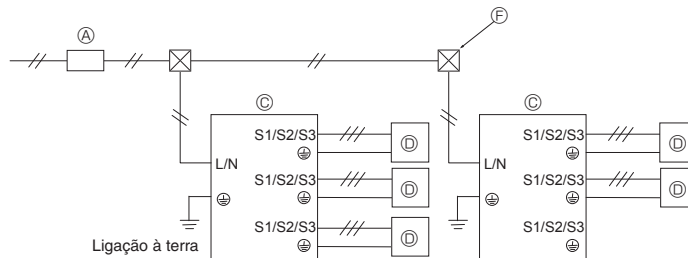 Ⓐ
Ⓕ
Ⓒ
S1/S2/S3
Ⓓ
L/N
S1/S2/S3
Ⓓ
S1/S2/S3
Ⓓ
Ligação à terra
Ⓒ
S1/S2/S3
Ⓓ
L/N
S1/S2/S3
Ⓓ
S1/S2/S3